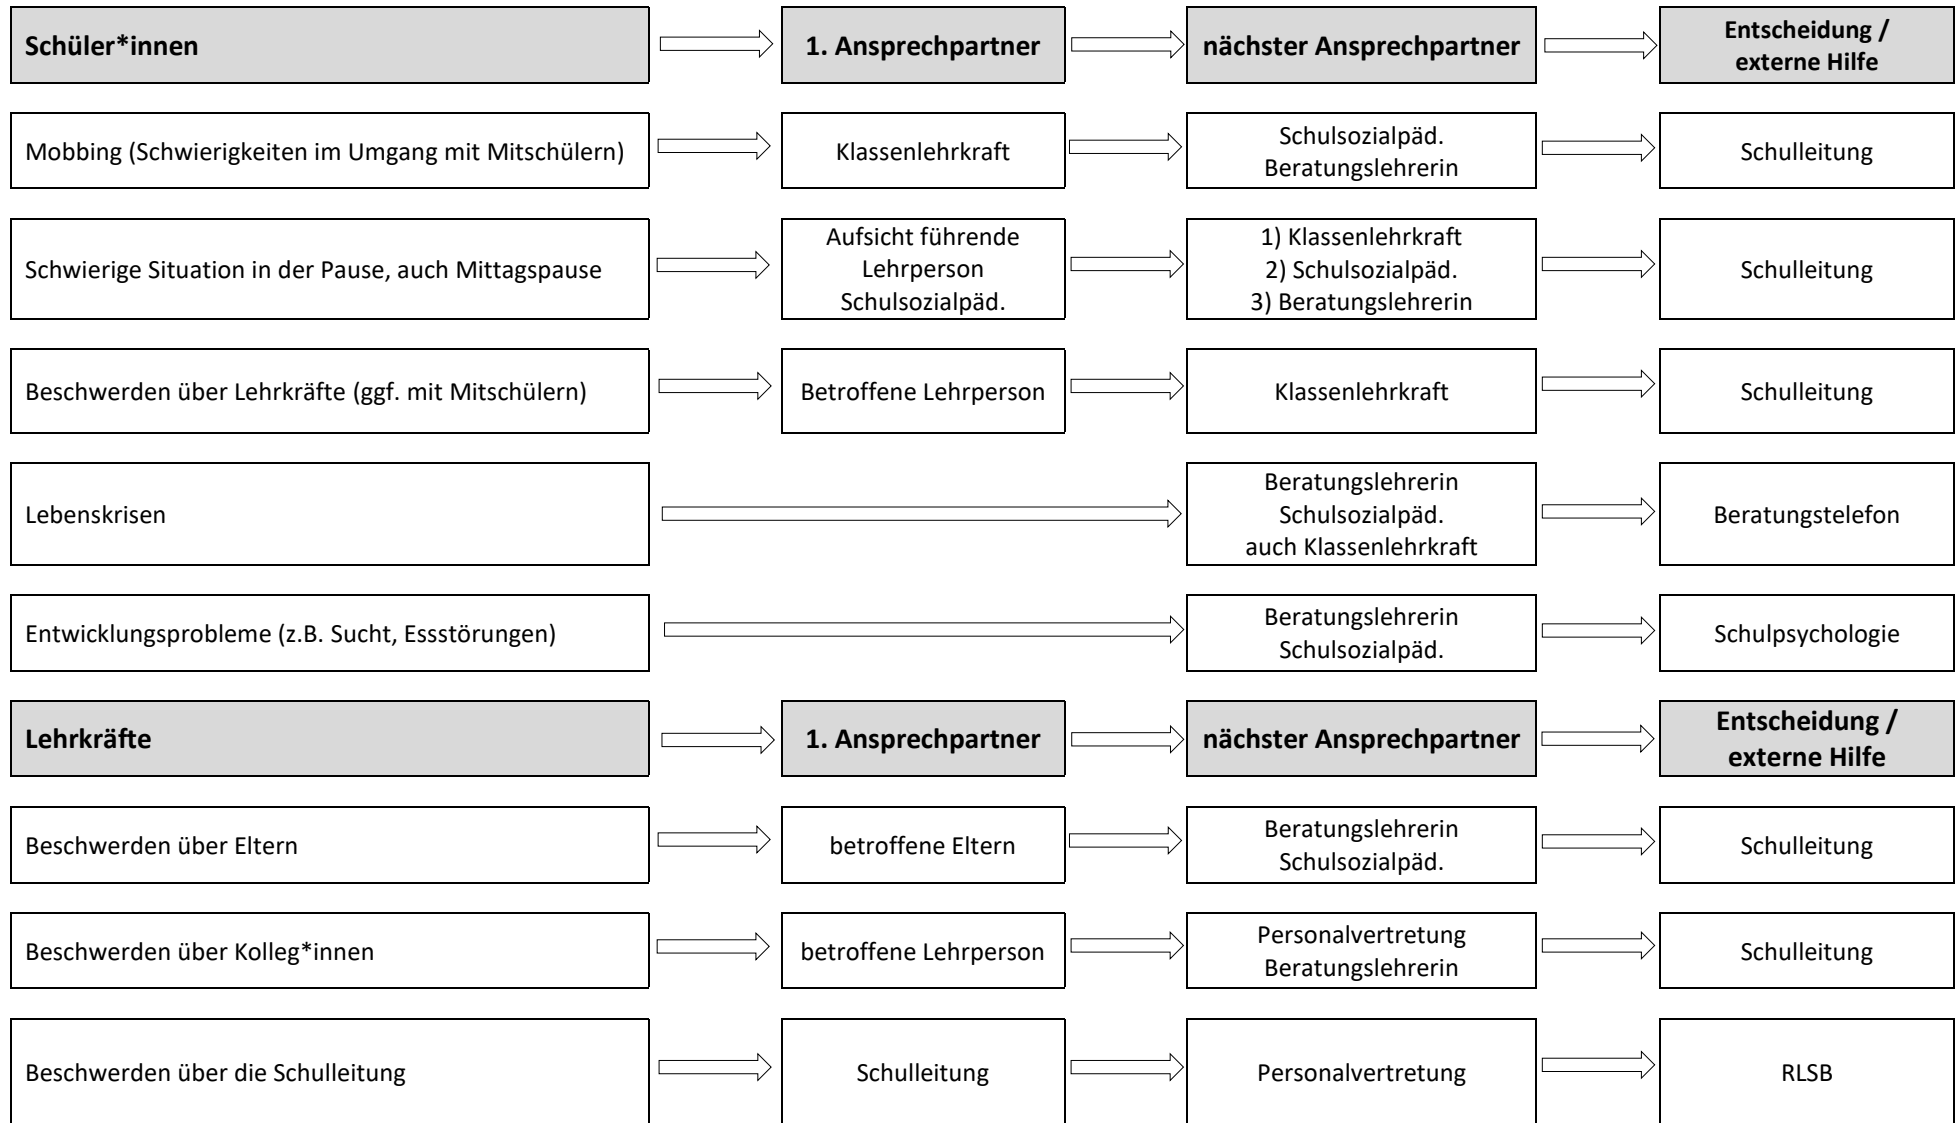 Schüler*innen
1. Ansprechpartner
nächster Ansprechpartner
Entscheidung /
externe Hilfe
Mobbing (Schwierigkeiten im Umgang mit Mitschülern)
Klassenlehrkraft
Schulsozialpäd.
Beratungslehrerin
Schulleitung
Schwierige Situation in der Pause, auch Mittagspause
Aufsicht führende
Lehrperson
Schulsozialpäd.
1) Klassenlehrkraft
2) Schulsozialpäd.
3) Beratungslehrerin
Schulleitung
Beschwerden über Lehrkräfte (ggf. mit Mitschülern)
Betroffene Lehrperson
Klassenlehrkraft
Schulleitung
Lebenskrisen
Beratungslehrerin
Schulsozialpäd.
auch Klassenlehrkraft
Beratungstelefon
Entwicklungsprobleme (z.B. Sucht, Essstörungen)
Beratungslehrerin
Schulsozialpäd.
Schulpsychologie
Lehrkräfte
1. Ansprechpartner
nächster Ansprechpartner
Entscheidung /
externe Hilfe
Beschwerden über Eltern
betroffene Eltern
Beratungslehrerin
Schulsozialpäd.
Schulleitung
Beschwerden über Kolleg*innen
betroffene Lehrperson
Personalvertretung
Beratungslehrerin
Schulleitung
Beschwerden über die Schulleitung
Schulleitung
Personalvertretung
RLSB